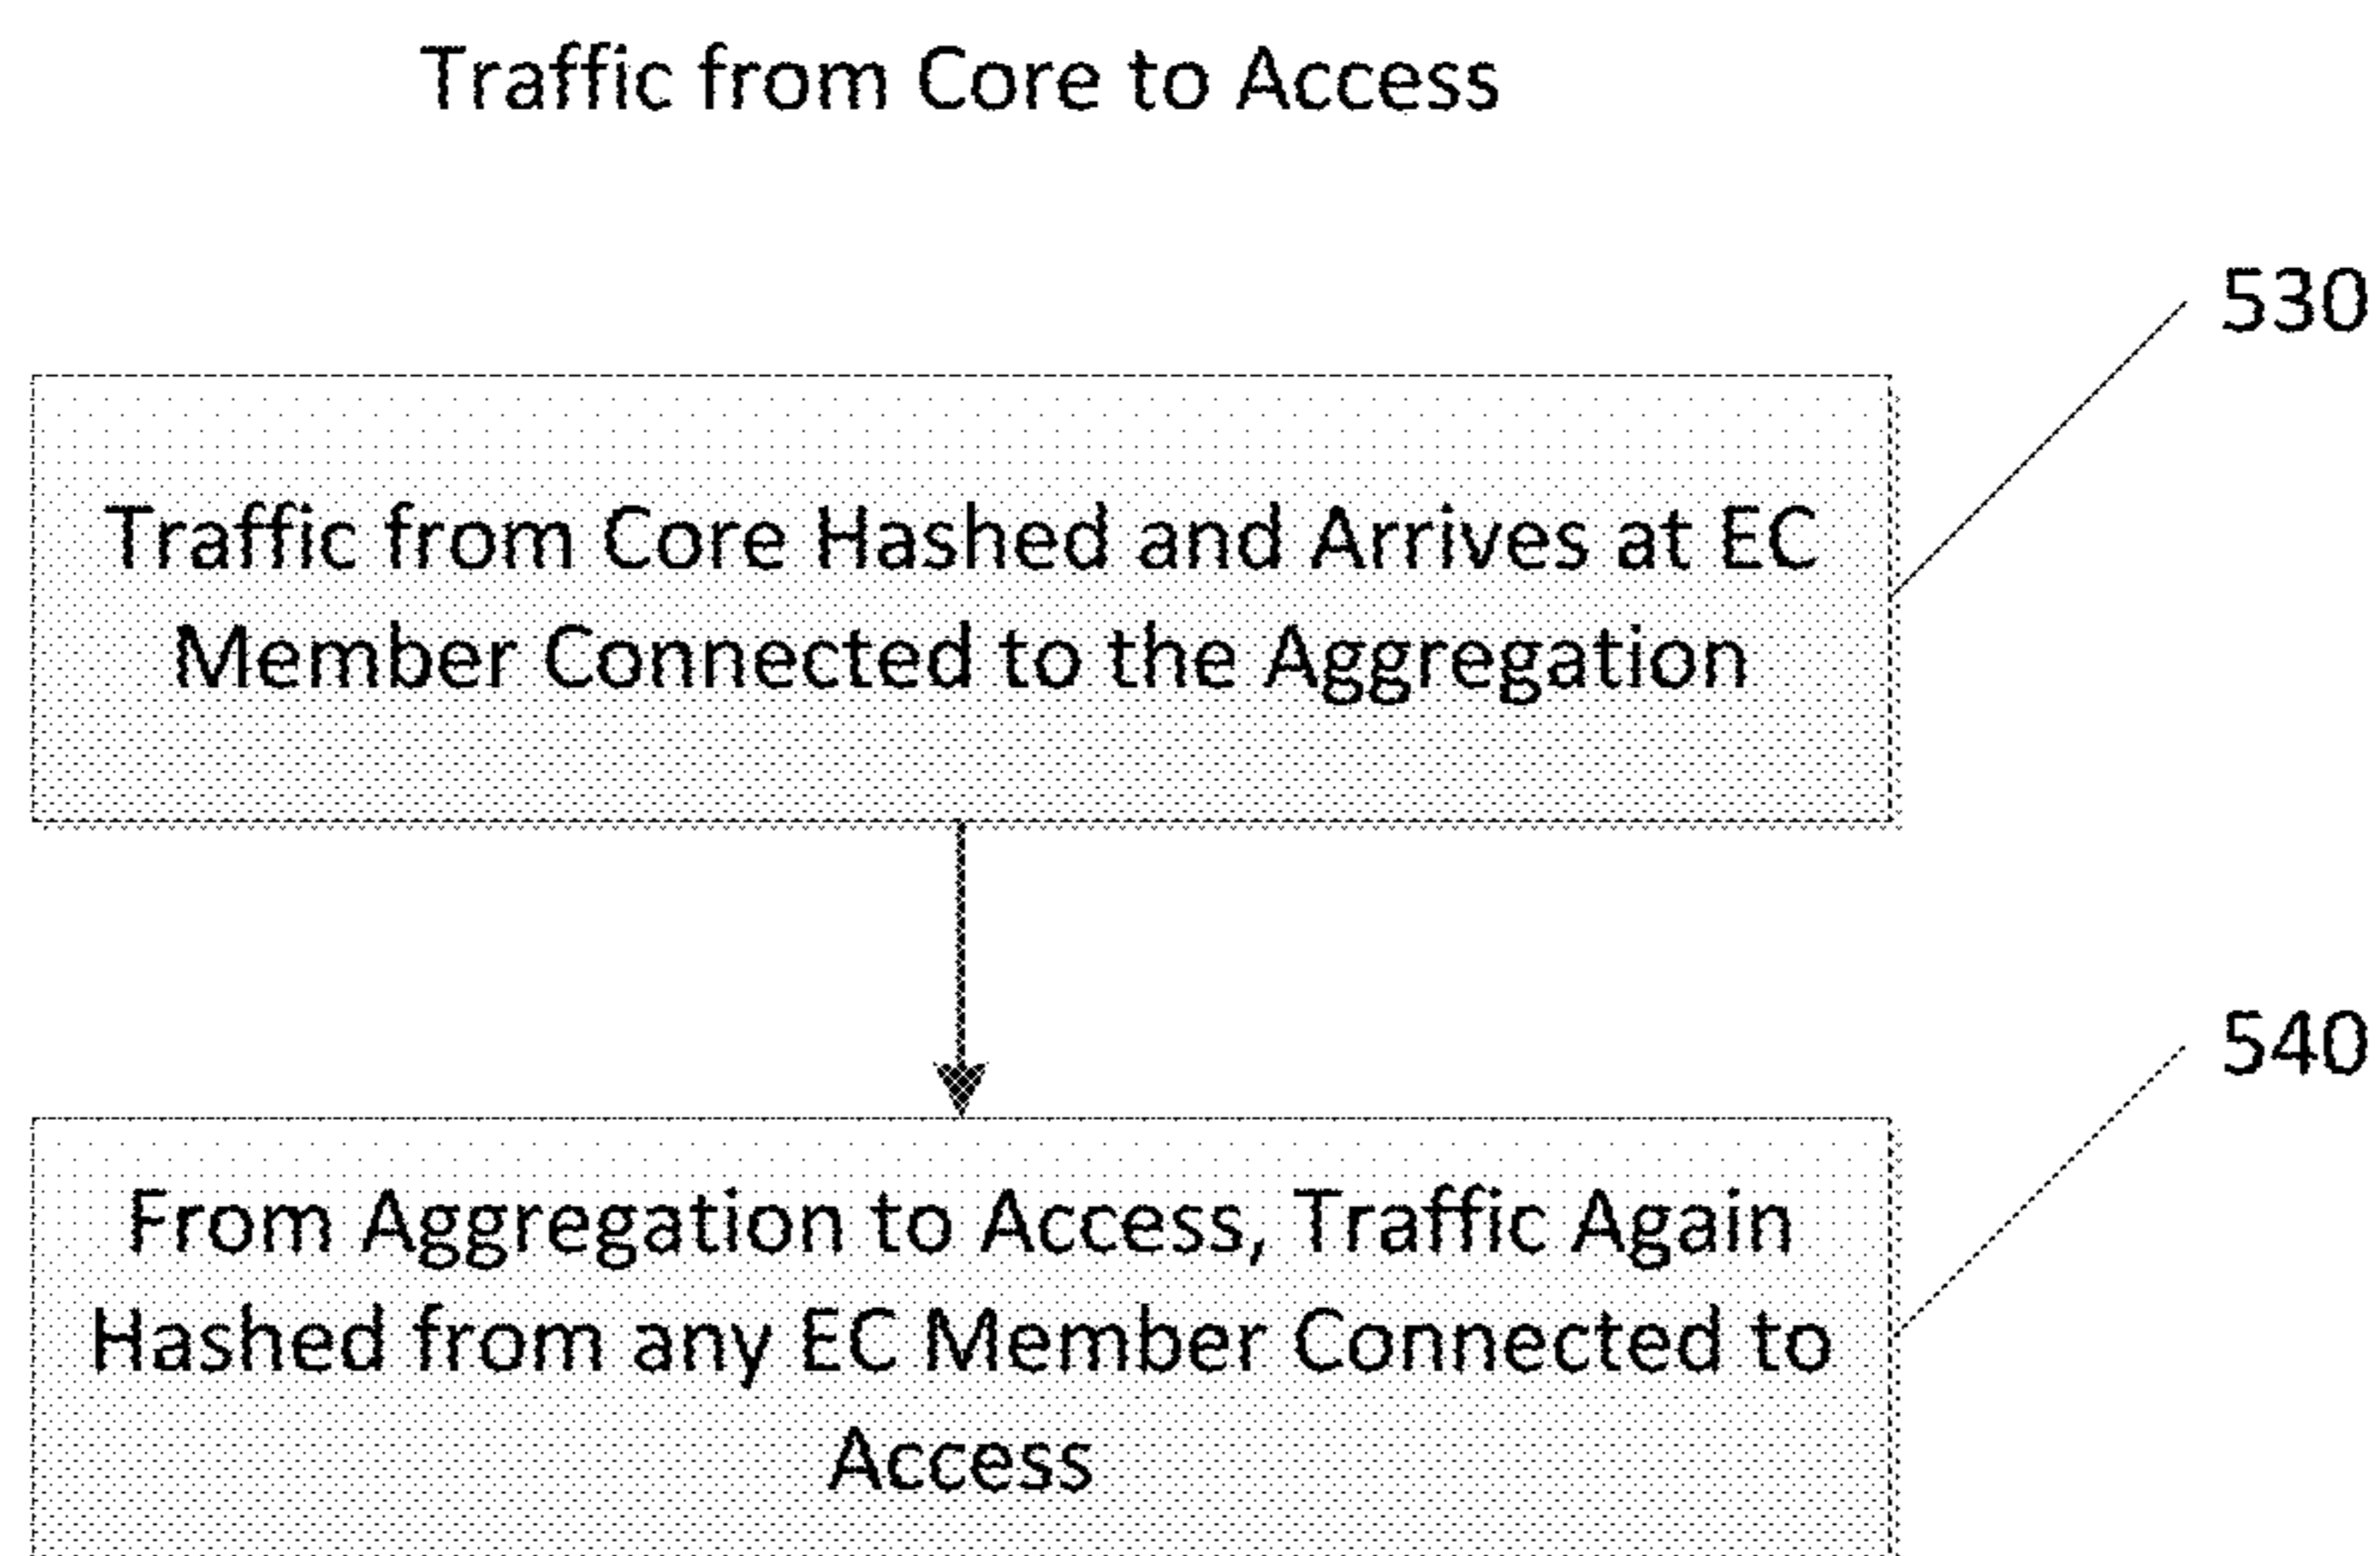 Traffic from Core to Access
530
Traffic from Core Hashed and Arrives at EC
Member Connected to the Aggregation
540
From Aggregation to Access, Traffic Again
Hashed from any EC Member Connected to
Access